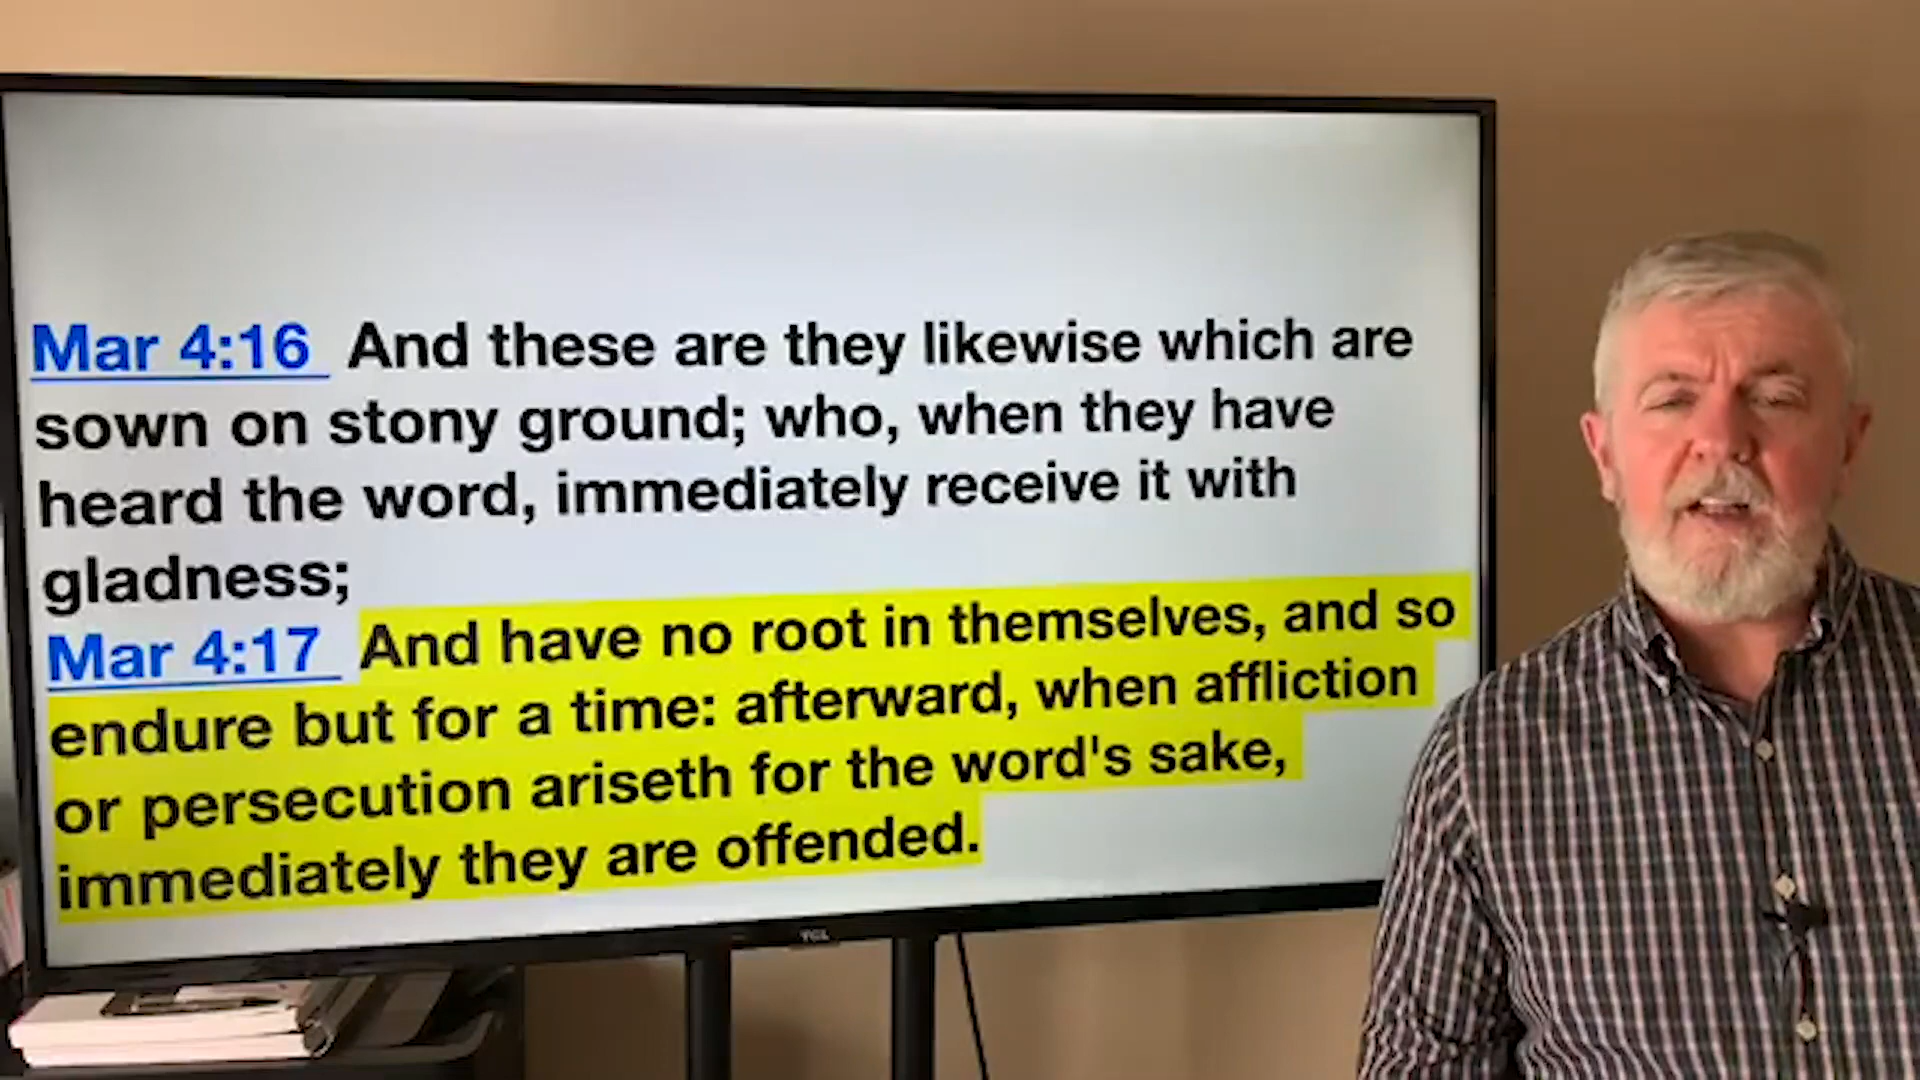 Mar 4:16 And these are they likewise which are
sown on stony ground; who, when they have
heard the word, immediately receive it with
gladness;
Mar 4:17 And have no root in themselves, and so
endure but for a time: afterward, when affliction
or persecution ariseth for the word's sake,
immediately they are offended.
TCL